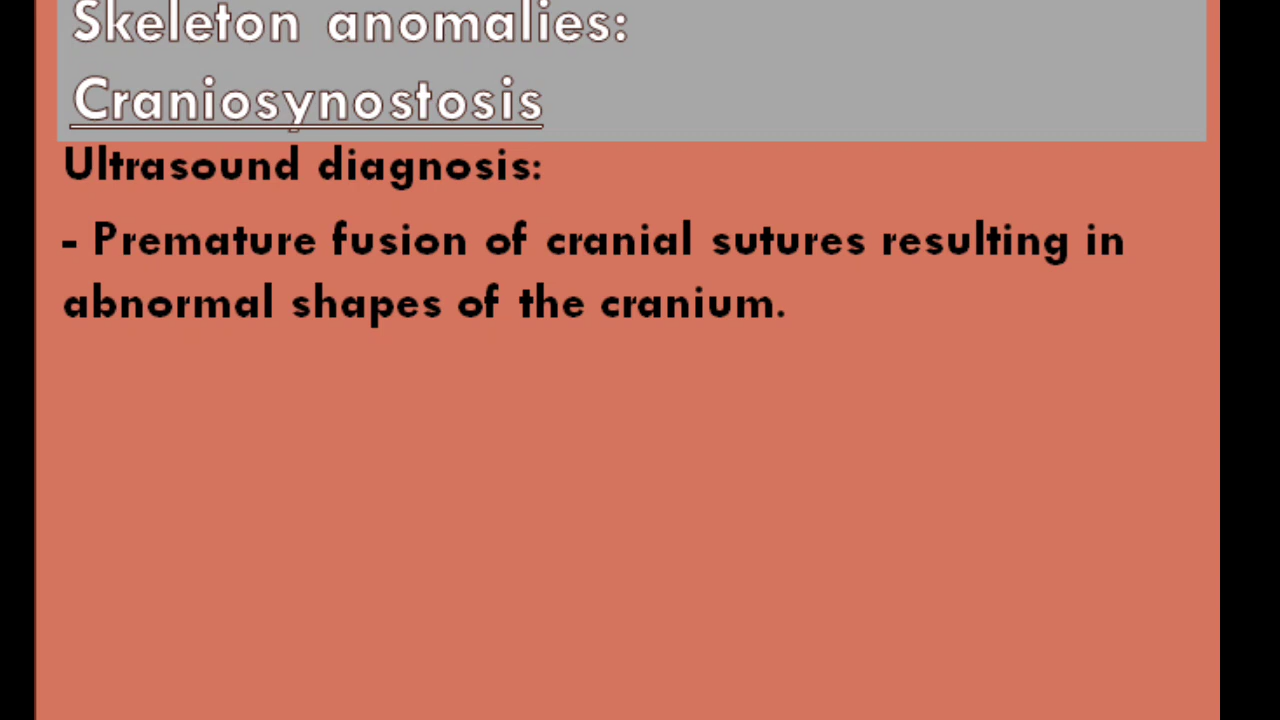 Skeleton anomalies:
Craniosynostosis
Ultrasound diagnosis:
- Premature fusion of cranial sutures resulting in
abnormal shapes of the cranium.